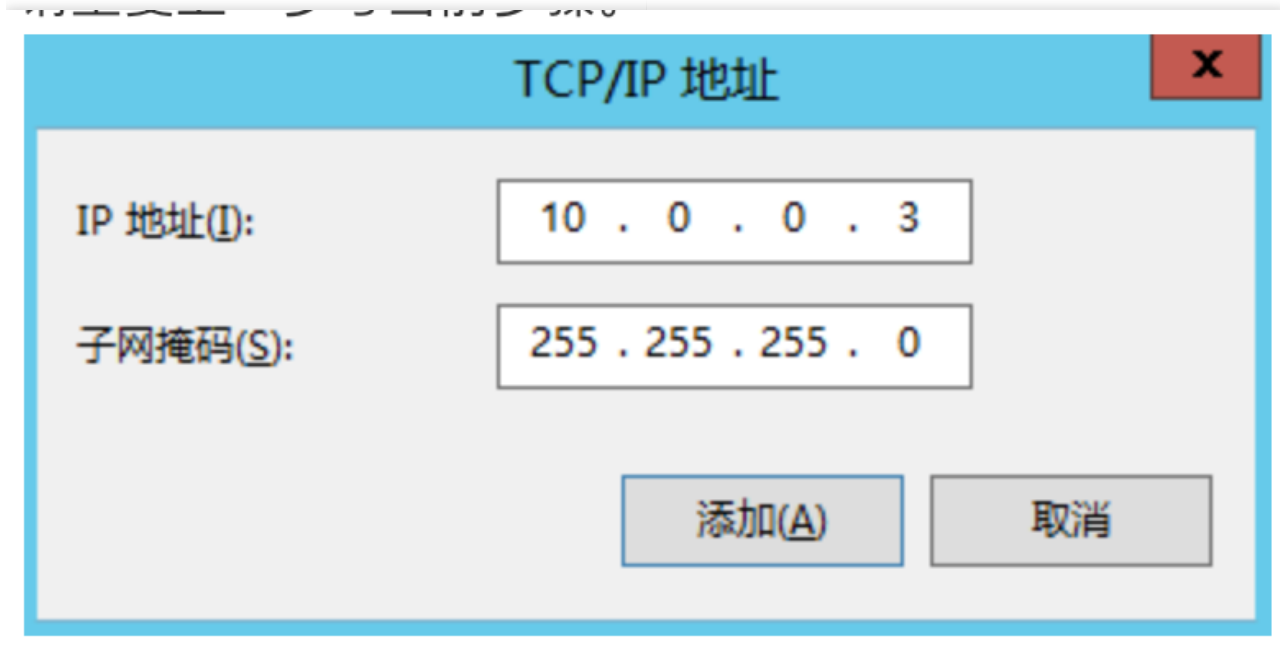 TCP/IP 地址
x
IP 地址(I):
10 . 0 . 0 . 3
子网掩码(S):
255 . 255 . 255 . 0
添加(A)
取消